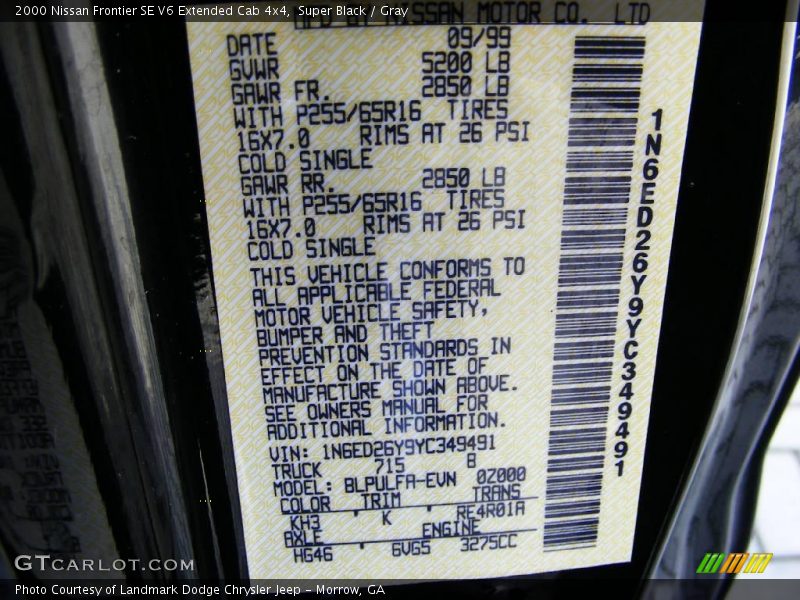 2000 Nissan Frontier SE V6 Extended Cab 4x4, Super Black / Gray
MFD BY NISSAN MOTOR CO. LTD
DATE 09/99
GVWR 5200 LB
GAWR FR. 2850 LB
WITH P255/65R16 TIRES
16X7.0 RIMS AT 26 PSI
COLD SINGLE
GAWR RR. 2850 LB
WITH P255/65R16 TIRES
16X7.0 RIMS AT 26 PSI
COLD SINGLE
THIS VEHICLE CONFORMS TO
ALL APPLICABLE FEDERAL
MOTOR VEHICLE SAFETY,
BUMPER AND THEFT
PREVENTION STANDARDS IN
EFFECT ON THE DATE OF
MANUFACTURE SHOWN ABOVE.
SEE OWNERS MANUAL FOR
ADDITIONAL INFORMATION.
VIN: 1N6ED26Y9YC349491
TRUCK 715 B
MODEL: BLPULFA-EVN 0Z000
COLOR TRIM TRANS
KH3 K RE4R01A
AXLE ENGINE
HG46 6VG5 3275CC
1N6ED26Y9YC349491
GTCARLOT.COM
Photo Courtesy of Landmark Dodge Chrysler Jeep - Morrow, GA